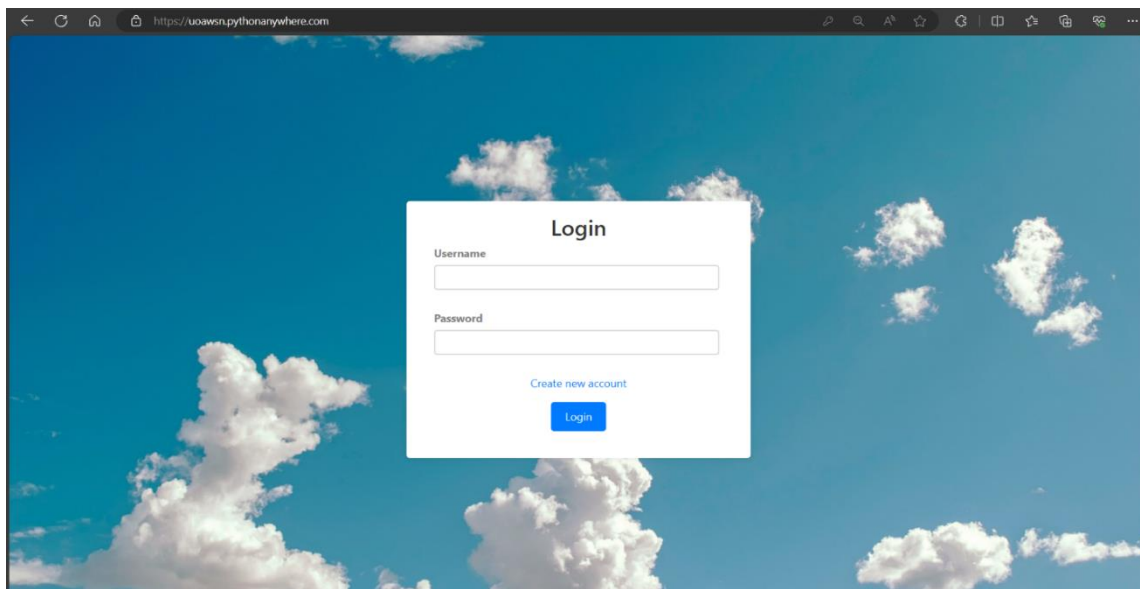 https://uoawsn.pythonanywhere.com
Login
Username
Password
Create new account
Login